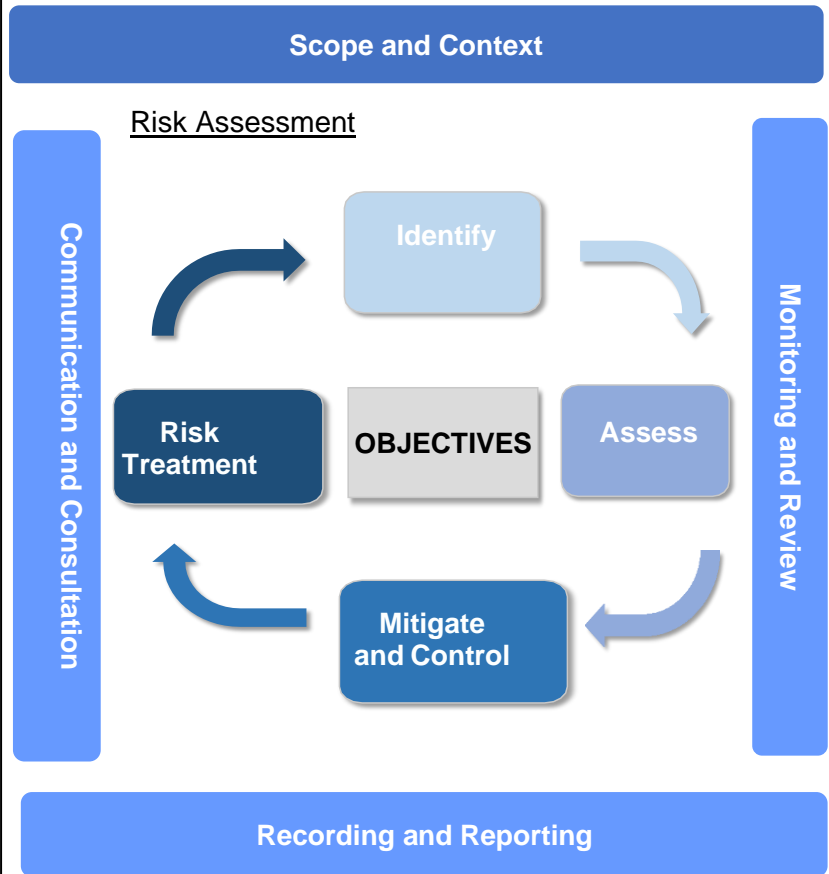 Scope and Context
Risk Assessment
Communication and Consultation
Identify
Monitoring and Review
Risk
Treatment
OBJECTIVES
Assess
Mitigate
and Control
Recording and Reporting